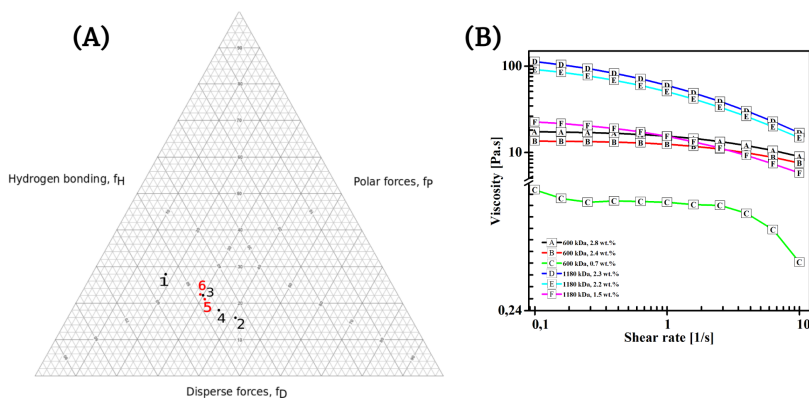 (A)
Hydrogen bonding, fH
Polar forces, fP
Disperse forces, fD
1
6
3
5
4
2
(B)
Viscosity [Pa.s]
100
10
0,24
A 600 kDa, 2.8 wt.%
B 600 kDa, 2.4 wt.%
C 600 kDa, 0.7 wt.%
D 1180 kDa, 2.3 wt.%
E 1180 kDa, 2.2 wt.%
F 1180 kDa, 1.5 wt.%
0,1 1 10
Shear rate [1/s]